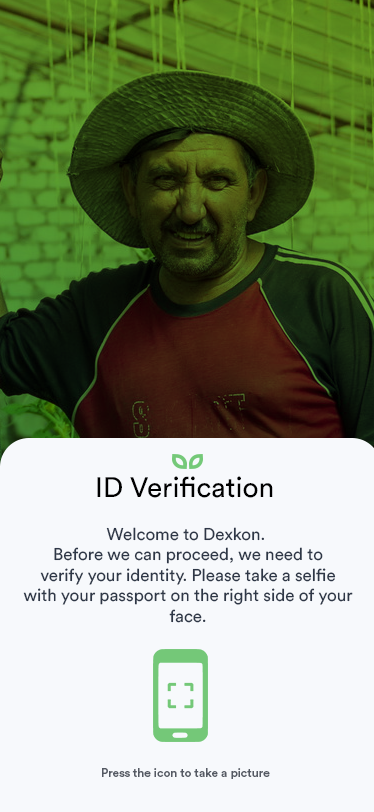 ID Verification
Welcome to Dexkon.
Before we can proceed, we need to
verify your identity. Please take a selfie
with your passport on the right side of your
face.
Press the icon to take a picture